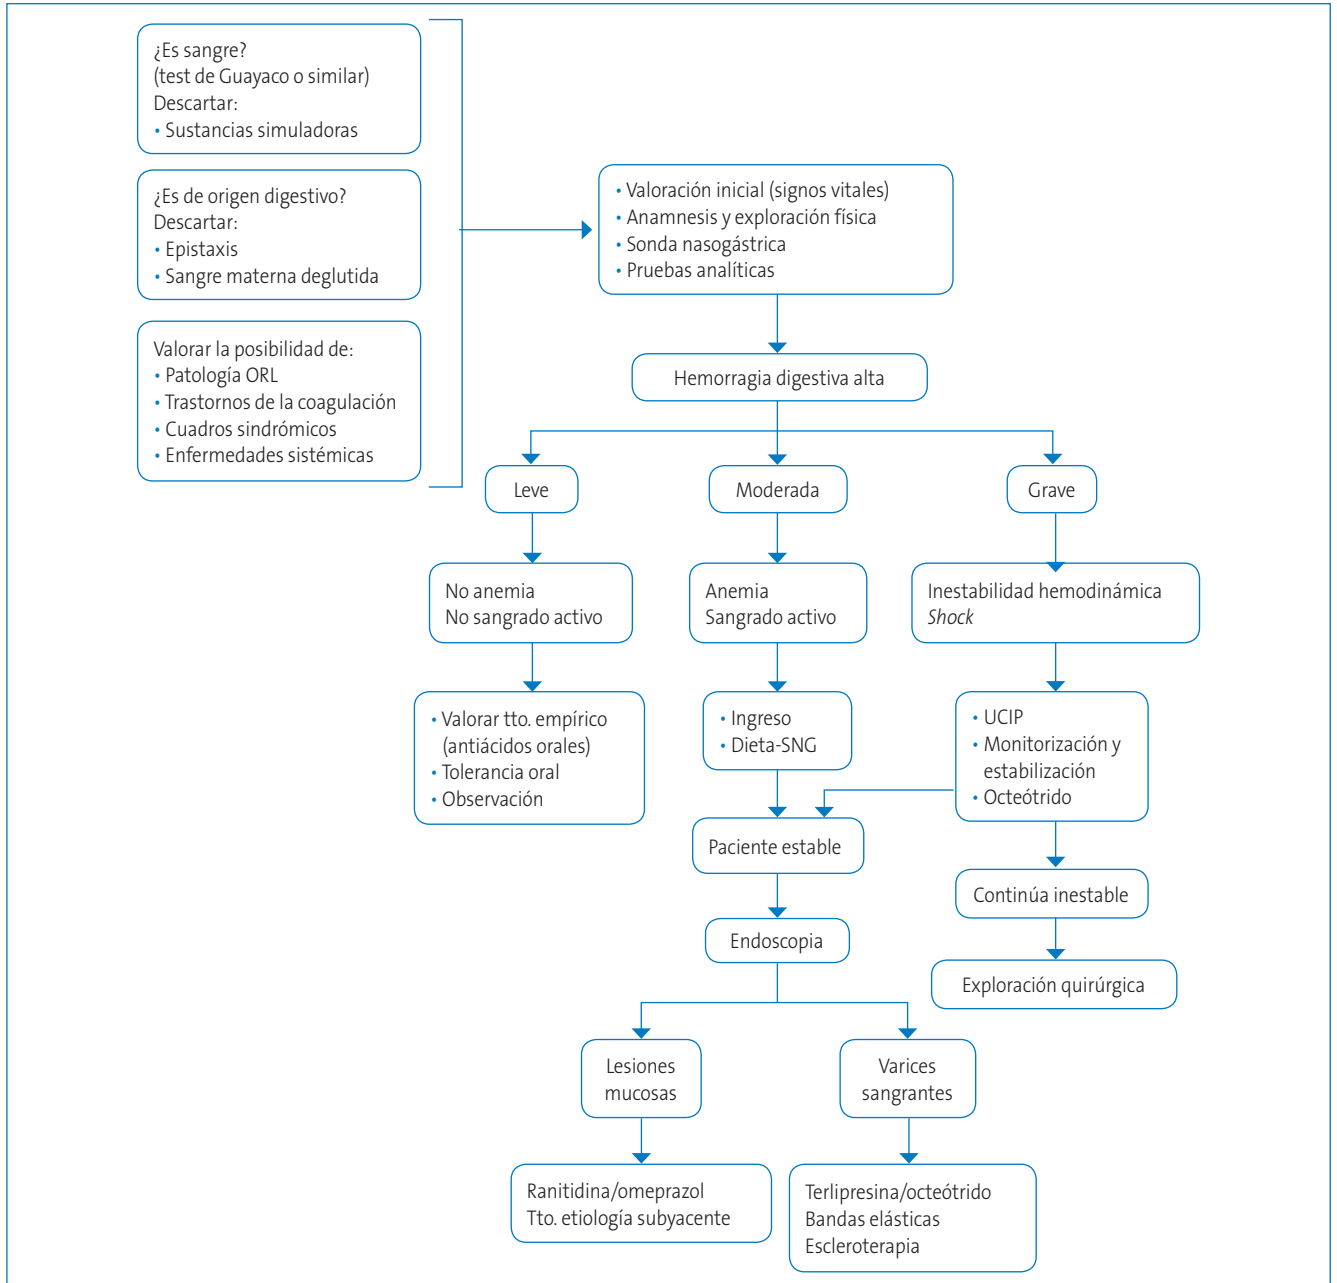 ¿Es sangre?
(test de Guayaco o similar)
Descartar:
• Sustancias simuladoras
¿Es de origen digestivo?
Descartar:
• Epistaxis
• Sangre materna deglutida
Valorar la posibilidad de:
• Patología ORL
• Trastornos de la coagulación
• Cuadros sindrómicos
• Enfermedades sistémicas
• Valoración inicial (signos vitales)
• Anamnesis y exploración física
• Sonda nasogástrica
• Pruebas analíticas
Hemorragia digestiva alta
Leve
Moderada
Grave
No anemia
No sangrado activo
Anemia
Sangrado activo
Inestabilidad hemodinámica
Shock
• Valorar tto. empírico
(antiácidos orales)
• Tolerancia oral
• Observación
• Ingreso
• Dieta-SNG
• UCIP
• Monitorización y
estabilización
• Octeótrido
Paciente estable
Continúa inestable
Endoscopia
Exploración quirúrgica
Lesiones
mucosas
Varices
sangrantes
Ranitidina/omeprazol
Tto. etiología subyacente
Terlipresina/octeótrido
Bandas elásticas
Escleroterapia